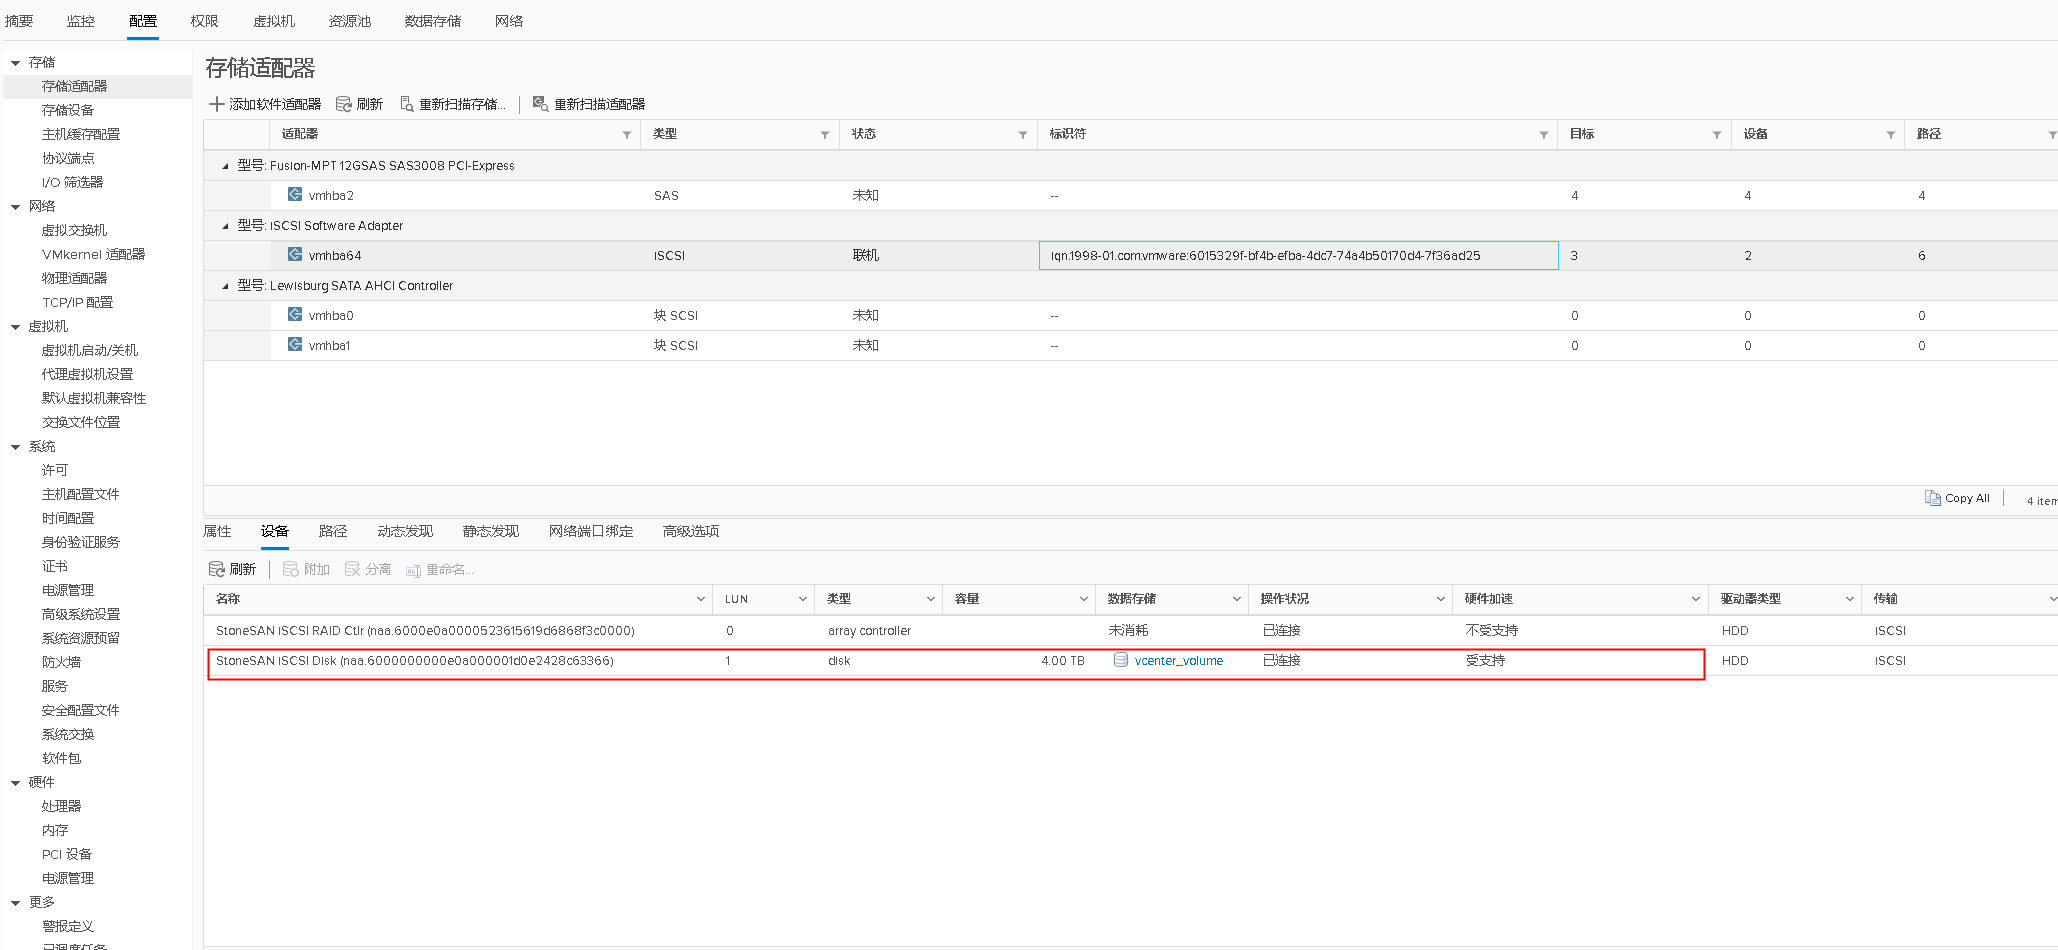 摘要 监控 配置 权限 虚拟机 资源池 数据存储 网络
存储
存储适配器
存储设备
主机缓存配置
协议端点
I/O 筛选器
网络
虚拟交换机
VMkernel 适配器
物理适配器
TCP/IP 配置
虚拟机
虚拟机启动/关机
代理虚拟机设置
默认虚拟机兼容性
交换文件位置
系统
许可
主机配置文件
时间配置
身份验证服务
证书
电源管理
高级系统设置
系统资源预留
防火墙
服务
安全配置文件
系统交换
软件包
硬件
处理器
内存
PCI 设备
电源管理
更多
警报定义
已调度任务
存储适配器
添加软件适配器 刷新 重新扫描存储... 重新扫描适配器
适配器 类型 状态 标识符 目标 设备 路径
型号: Fusion-MPT 12GSAS SAS3008 PCI-Express
vmhba2 SAS 未知 -- 4 4 4
型号: iSCSI Software Adapter
vmhba64 iSCSI 联机 iqn.1998-01.com.vmware:6015329f-bf4b-efba-4dc7-74a4b50170d4-7f36ad25 3 2 6
型号: Lewisburg SATA AHCI Controller
vmhba0 块 SCSI 未知 -- 0 0 0
vmhba1 块 SCSI 未知 -- 0 0 0
Copy All 4 item
属性 设备 路径 动态发现 静态发现 网络端口绑定 高级选项
刷新 附加 分离 重命名...
名称 LUN 类型 容量 数据存储 操作状况 硬件加速 驱动器类型 传输
StoneSAN iSCSI RAID Ctlr (naa.6000e0a0000523615619d6868f3c0000) 0 array controller 未消耗 已连接 不受支持 HDD iSCSI
StoneSAN iSCSI Disk (naa.6000000000e0a000001d0e2428c63366) 1 disk 4.00 TB vcenter_volume 已连接 受支持 HDD iSCSI